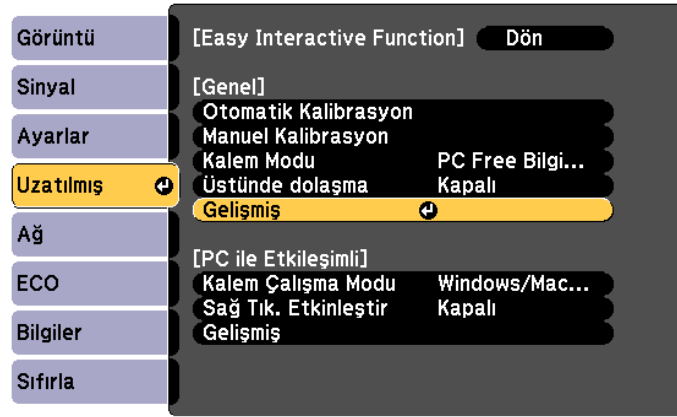 Görüntü
Sinyal
Ayarlar
Uzatılmış
Ağ
ECO
Bilgiler
Sıfırla
[Easy Interactive Function] Dön
[Genel]
Otomatik Kalibrasyon
Manuel Kalibrasyon
Kalem Modu PC Free Bilgi...
Üstünde dolaşma Kapalı
Gelişmiş
[PC ile Etkileşimli]
Kalem Çalışma Modu Windows/Mac...
Sağ Tık. Etkinleştir Kapalı
Gelişmiş